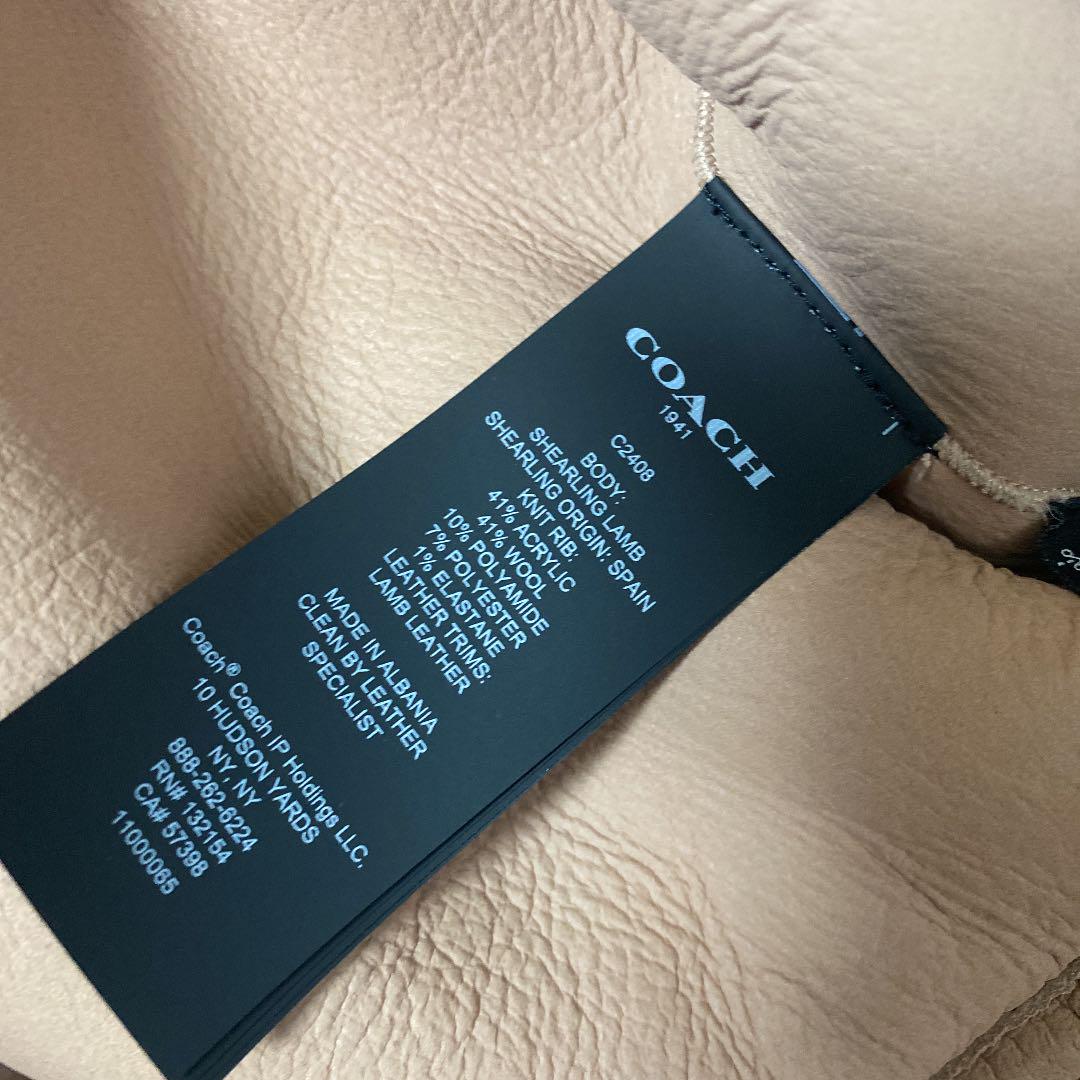 COACH
1941
C2408
BODY:
SHEARLING LAMB
SHEARLING ORIGIN: SPAIN
KNIT RIB:
41% ACRYLIC
41% WOOL
10% POLYAMIDE
7% POLYESTER
1% ELASTANE
LEATHER TRIMS:
LAMB LEATHER
MADE IN ALBANIA
CLEAN BY LEATHER
SPECIALIST
Coach® Coach IP Holdings LLC,
10 HUDSON YARDS
NY, NY
888-262-6224
RN# 132154
CA# 57398
11000065